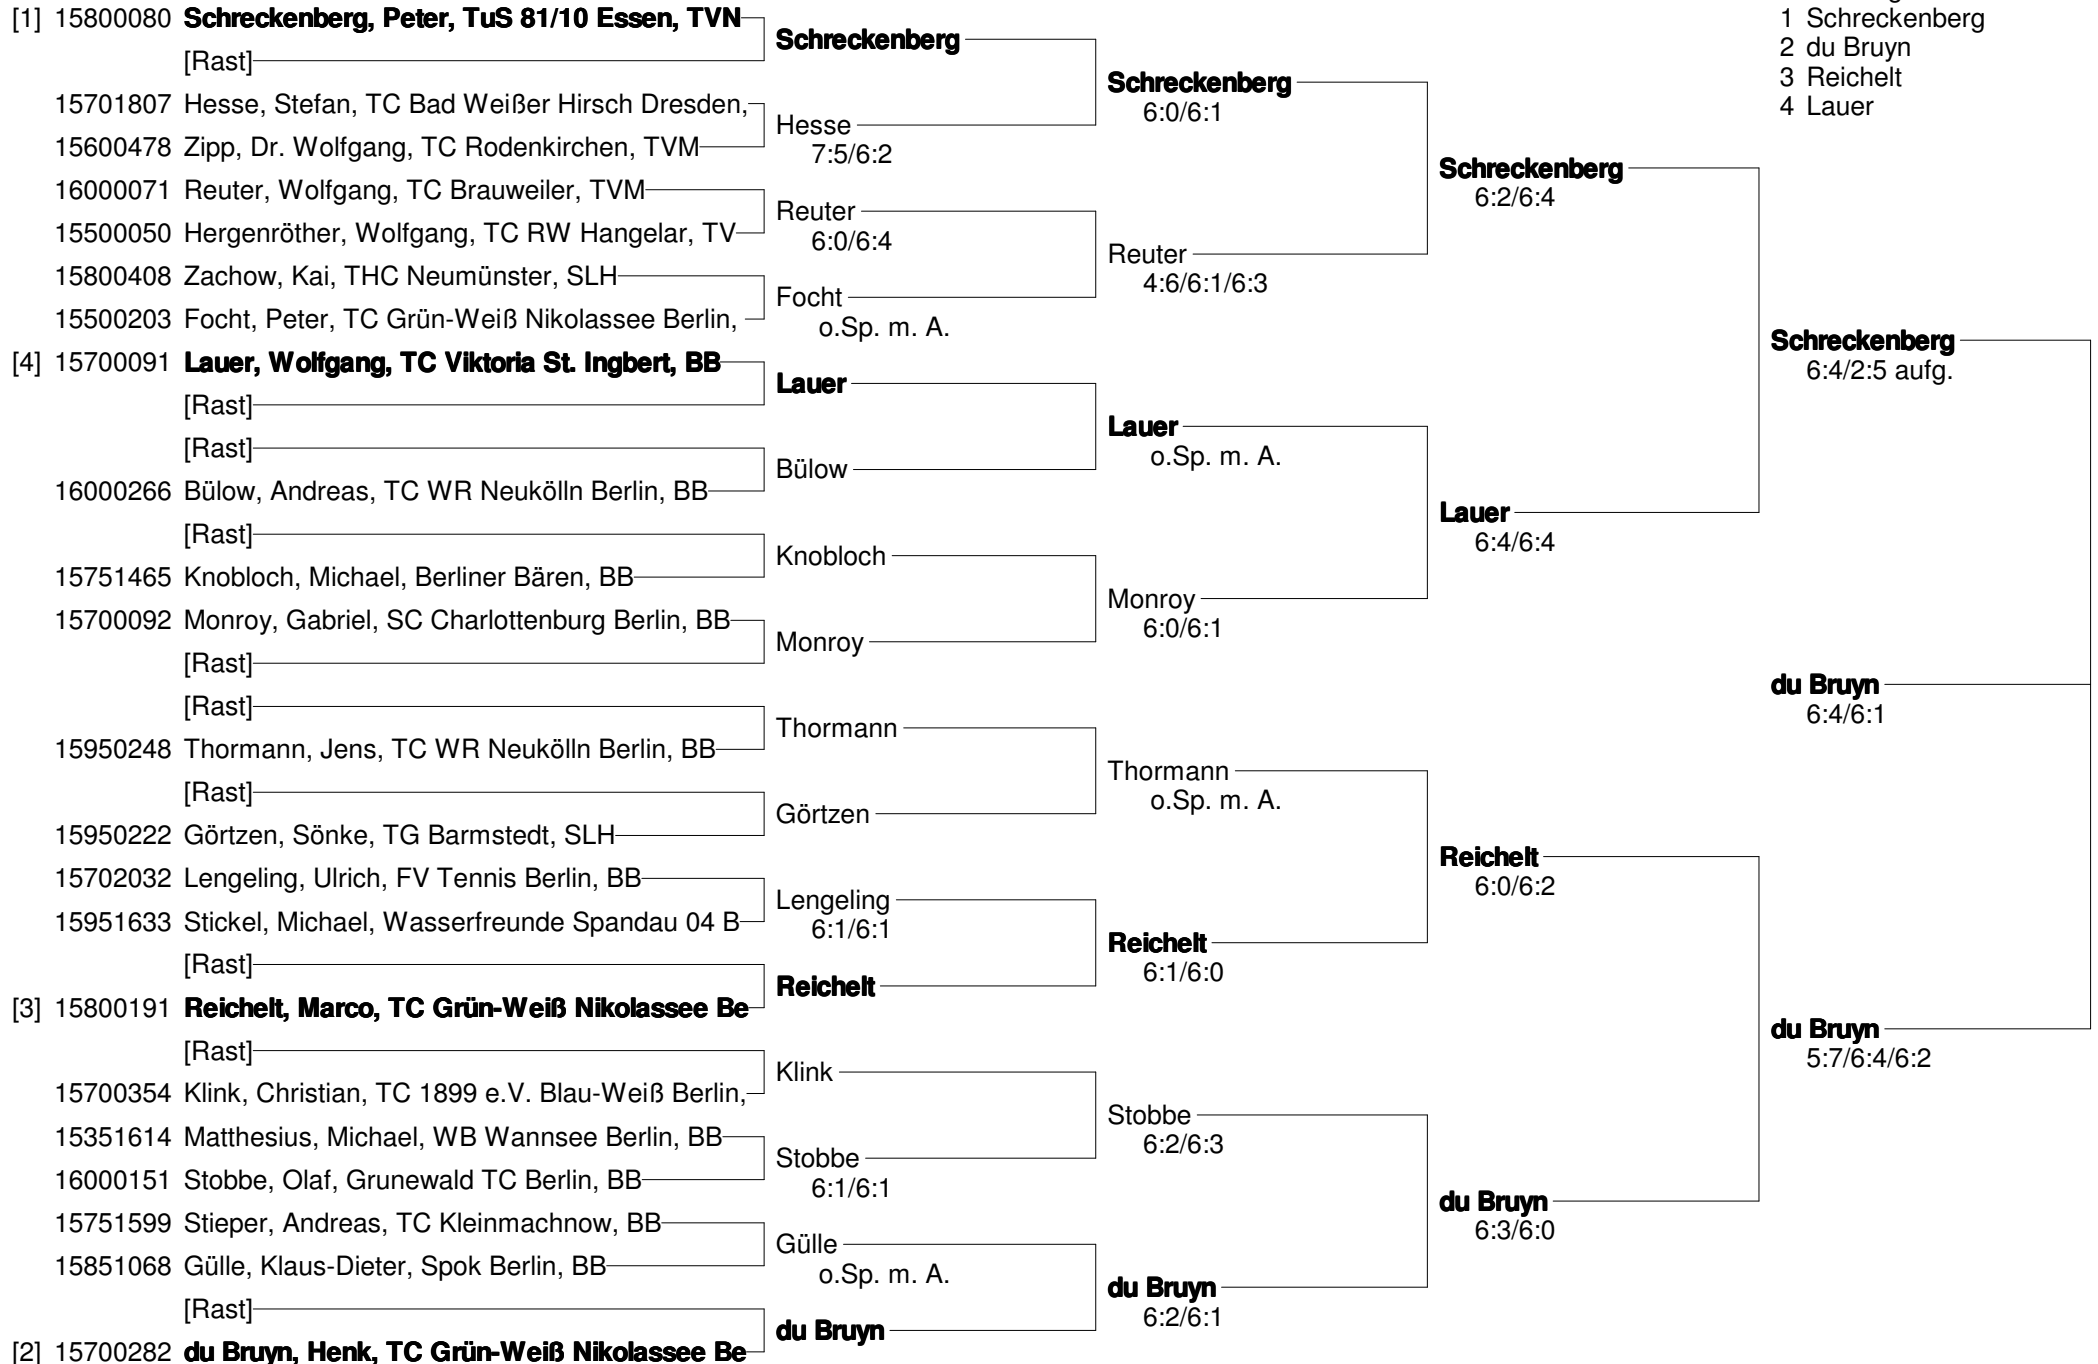 [1] 15800080 Schreckenberg, Peter, TuS 81/10 Essen, TVN
[Rast]
15701807 Hesse, Stefan, TC Bad Weißer Hirsch Dresden,
15600478 Zipp, Dr. Wolfgang, TC Rodenkirchen, TVM
16000071 Reuter, Wolfgang, TC Brauweiler, TVM
15500050 Hergenröther, Wolfgang, TC RW Hangelar, TV
15800408 Zachow, Kai, THC Neumünster, SLH
15500203 Focht, Peter, TC Grün-Weiß Nikolassee Berlin,
[4] 15700091 Lauer, Wolfgang, TC Viktoria St. Ingbert, BB
[Rast]
[Rast]
16000266 Bülow, Andreas, TC WR Neukölln Berlin, BB
[Rast]
15751465 Knobloch, Michael, Berliner Bären, BB
15700092 Monroy, Gabriel, SC Charlottenburg Berlin, BB
[Rast]
[Rast]
15950248 Thormann, Jens, TC WR Neukölln Berlin, BB
[Rast]
15950222 Görtzen, Sönke, TG Barmstedt, SLH
15702032 Lengeling, Ulrich, FV Tennis Berlin, BB
15951633 Stickel, Michael, Wasserfreunde Spandau 04 B
[Rast]
[3] 15800191 Reichelt, Marco, TC Grün-Weiß Nikolassee Be
[Rast]
15700354 Klink, Christian, TC 1899 e.V. Blau-Weiß Berlin,
15351614 Matthesius, Michael, WB Wannsee Berlin, BB
16000151 Stobbe, Olaf, Grunewald TC Berlin, BB
15751599 Stieper, Andreas, TC Kleinmachnow, BB
15851068 Gülle, Klaus-Dieter, Spok Berlin, BB
[Rast]
[2] 15700282 du Bruyn, Henk, TC Grün-Weiß Nikolassee Be
Schreckenberg
Hesse
7:5/6:2
Reuter
6:0/6:4
Focht
o.Sp. m. A.
Lauer
Bülow
Knobloch
Monroy
Thormann
Görtzen
Lengeling
6:1/6:1
Reichelt
Klink
Stobbe
6:1/6:1
Gülle
o.Sp. m. A.
du Bruyn
Schreckenberg
6:0/6:1
Reuter
4:6/6:1/6:3
Lauer
o.Sp. m. A.
Monroy
6:0/6:1
Thormann
o.Sp. m. A.
Reichelt
6:1/6:0
Stobbe
6:2/6:3
du Bruyn
6:2/6:1
Schreckenberg
6:2/6:4
Lauer
6:4/6:4
Reichelt
6:0/6:2
du Bruyn
6:3/6:0
Schreckenberg
6:4/2:5 aufg.
du Bruyn
5:7/6:4/6:2
du Bruyn
6:4/6:1
1 Schreckenberg
2 du Bruyn
3 Reichelt
4 Lauer